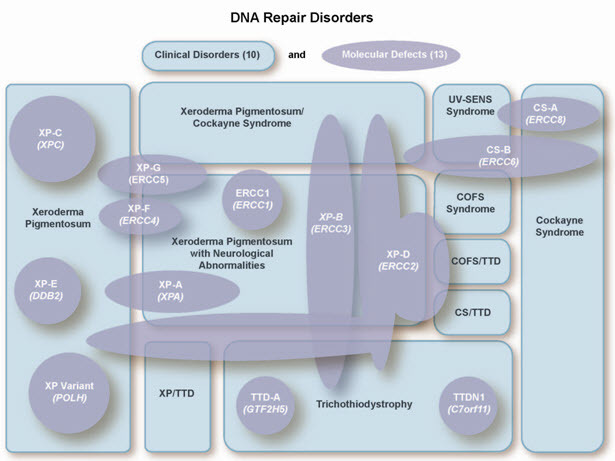 DNA Repair Disorders
Clinical Disorders (10)
and
Molecular Defects (13)
Xeroderma Pigmentosum/
Cockayne Syndrome
UV-SENS
Syndrome
CS-A
(ERCC8)
XP-C
(XPC)
CS-B
(ERCC6)
XP-G
(ERCC5)
ERCC1
(ERCC1)
COFS
Syndrome
XP-F
(ERCC4)
Xeroderma
Pigmentosum
XP-B
(ERCC3)
Cockayne
Syndrome
Xeroderma Pigmentosum
with Neurological
Abnormalities
XP-D
(ERCC2)
COFS/TTD
XP-E
(DDB2)
XP-A
(XPA)
CS/TTD
XP Variant
(POLH)
XP/TTD
TTD-A
(GTF2H5)
Trichothiodystrophy
TTDN1
(C7orf11)